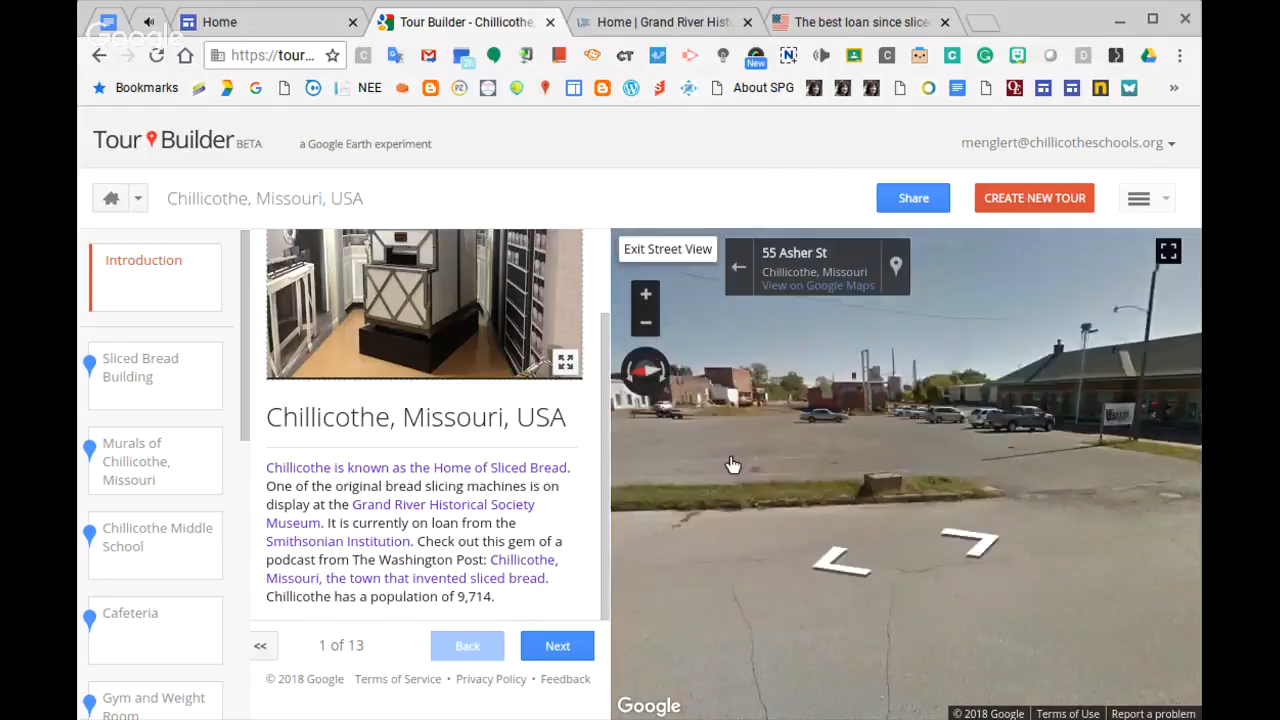 Google
Home
Tour Builder - Chillicothe,
Home | Grand River Hist
The best loan since slice
https://tour...
New
Bookmarks
NEE
About SPG
»
Tour Builder BETA
a Google Earth experiment
menglert@chillicotheschools.org
Chillicothe, Missouri, USA
Share
CREATE NEW TOUR
Introduction
Sliced Bread
Building
Murals of
Chillicothe,
Missouri
Chillicothe Middle
School
Cafeteria
Gym and Weight
Room
Chillicothe, Missouri, USA
Chillicothe is known as the Home of Sliced Bread.
One of the original bread slicing machines is on
display at the Grand River Historical Society
Museum. It is currently on loan from the
Smithsonian Institution. Check out this gem of a
podcast from The Washington Post: Chillicothe,
Missouri, the town that invented sliced bread.
Chillicothe has a population of 9,714.
<<
1 of 13
Back
Next
© 2018 Google Terms of Service • Privacy Policy • Feedback
Exit Street View
55 Asher St
Chillicothe, Missouri
View on Google Maps
Google
© 2018 Google
Terms of Use
Report a problem